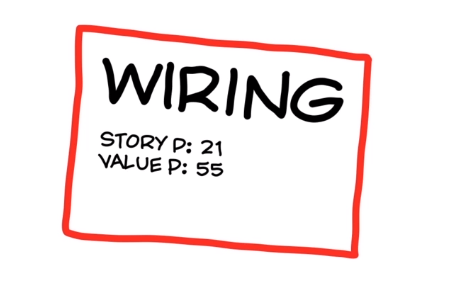 WIRING
STORY P: 21
VALUE P: 55